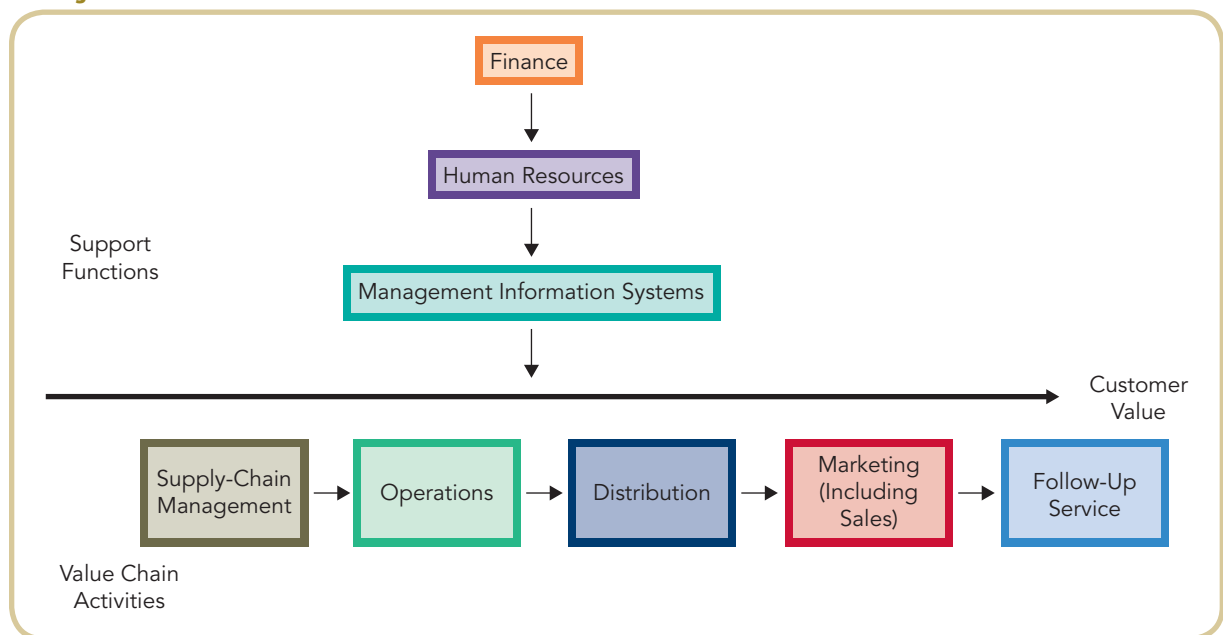 Finance
Human Resources
Support
Functions
Management Information Systems
Customer
Value
Supply-Chain
Management
Operations
Distribution
Marketing
(Including
Sales)
Follow-Up
Service
Value Chain
Activities